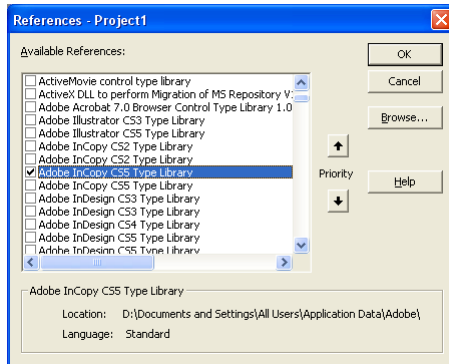 References - Project1
Available References:
ActiveMovie control type library
ActiveX DLL to perform Migration of MS Repository V
Adobe Acrobat 7.0 Browser Control Type Library 1.0
Adobe Illustrator CS3 Type Library
Adobe Illustrator CS5 Type Library
Adobe InCopy CS2 Type Library
Adobe InCopy CS2 Type Library
Adobe InCopy CS5 Type Library
Adobe InCopy CS5 Type Library
Adobe InDesign CS3 Type Library
Adobe InDesign CS3 Type Library
Adobe InDesign CS4 Type Library
Adobe InDesign CS5 Type Library
Adobe InDesign CS5 Type Library
OK
Cancel
Browse...
Priority
Help
Adobe InCopy CS5 Type Library
Location: D:\Documents and Settings\All Users\Application Data\Adobe\
Language: Standard